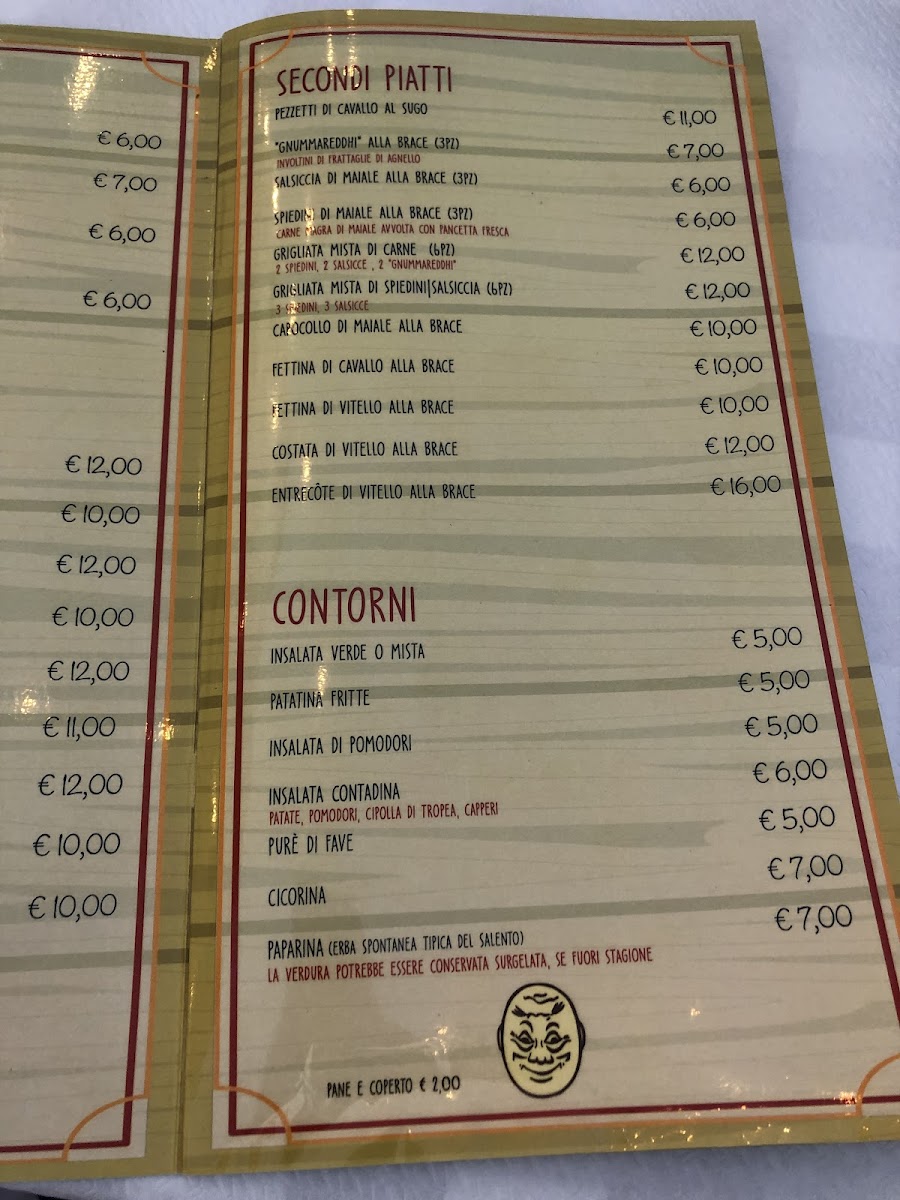 € 6,00
€ 7,00
€ 6,00
€ 6,00
€ 12,00
€ 10,00
€ 12,00
€ 10,00
€ 12,00
€ 11,00
€ 12,00
€ 10,00
€ 10,00
SECONDI PIATTI
PEZZETTI DI CAVALLO AL SUGO € 11,00
"GNUMMAREDDHI" ALLA BRACE (3PZ) € 7,00
INVOLTINI DI FRATTAGLIE DI AGNELLO
SALSICCIA DI MAIALE ALLA BRACE (3PZ) € 6,00
SPIEDINI DI MAIALE ALLA BRACE (3PZ) € 6,00
CARNE MAGRA DI MAIALE AVVOLTA CON PANCETTA FRESCA
GRIGLIATA MISTA DI CARNE (6PZ) € 12,00
2 SPIEDINI, 2 SALSICCE , 2 "GNUMMAREDDHI"
GRIGLIATA MISTA DI SPIEDINI|SALSICCIA (6PZ) € 12,00
3 SPIEDINI, 3 SALSICCE
CAPOCOLLO DI MAIALE ALLA BRACE € 10,00
FETTINA DI CAVALLO ALLA BRACE € 10,00
FETTINA DI VITELLO ALLA BRACE € 10,00
COSTATA DI VITELLO ALLA BRACE € 12,00
ENTRECÔTE DI VITELLO ALLA BRACE € 16,00
CONTORNI
INSALATA VERDE O MISTA € 5,00
PATATINA FRITTE € 5,00
INSALATA DI POMODORI € 5,00
INSALATA CONTADINA € 6,00
PATATE, POMODORI, CIPOLLA DI TROPEA, CAPPERI
PURÈ DI FAVE € 5,00
CICORINA € 7,00
PAPARINA (ERBA SPONTANEA TIPICA DEL SALENTO) € 7,00
LA VERDURA POTREBBE ESSERE CONSERVATA SURGELATA, SE FUORI STAGIONE
PANE E COPERTO € 2,00